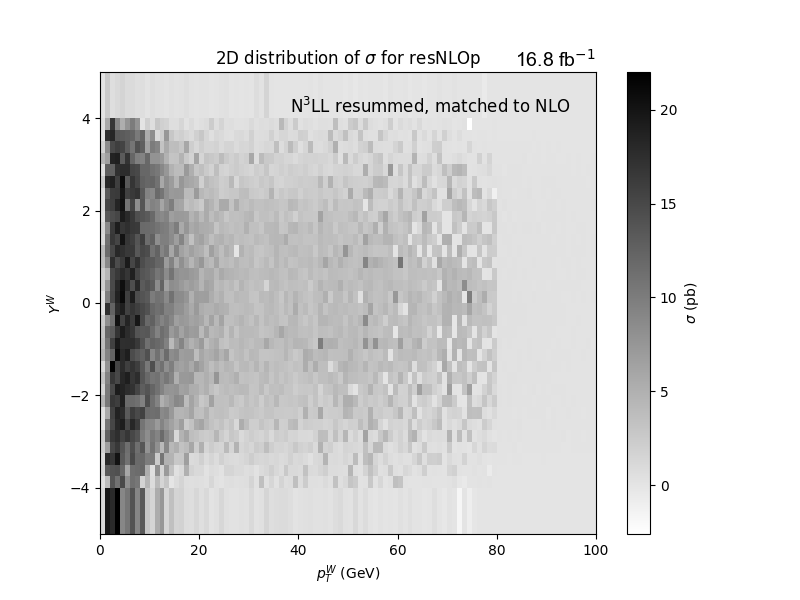 2D distribution of σ for resNLOp
16.8 fb⁻¹
N³LL resummed, matched to NLO
4
2
0
−2
−4
Y^W
0 20 40 60 80 100
p_T^W (GeV)
20
15
10
5
0
σ (pb)